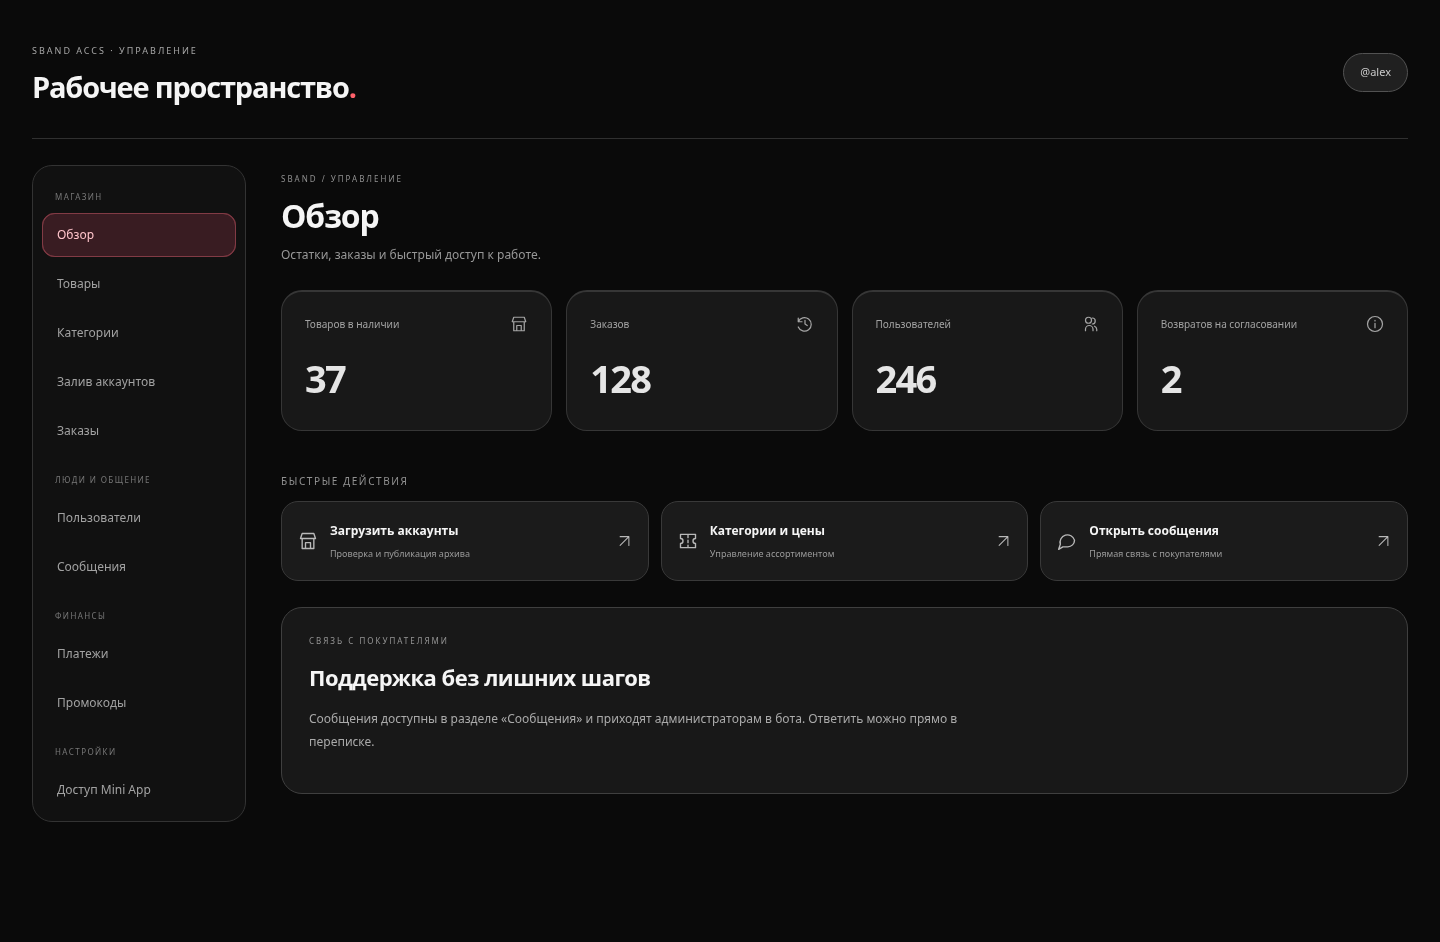 SBAND ACCS · УПРАВЛЕНИЕ
Рабочее пространство.
@alex
МАГАЗИН
Обзор
Товары
Категории
Залив аккаунтов
Заказы
ЛЮДИ И ОБЩЕНИЕ
Пользователи
Сообщения
ФИНАНСЫ
Платежи
Промокоды
НАСТРОЙКИ
Доступ Mini App
SBAND / УПРАВЛЕНИЕ
Обзор
Остатки, заказы и быстрый доступ к работе.
Товаров в наличии
37
Заказов
128
Пользователей
246
Возвратов на согласовании
2
БЫСТРЫЕ ДЕЙСТВИЯ
Загрузить аккаунты
Проверка и публикация архива
Категории и цены
Управление ассортиментом
Открыть сообщения
Прямая связь с покупателями
СВЯЗЬ С ПОКУПАТЕЛЯМИ
Поддержка без лишних шагов
Сообщения доступны в разделе «Сообщения» и приходят администраторам в бота. Ответить можно прямо в
переписке.